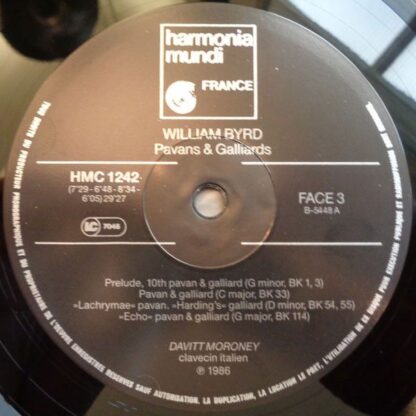 harmonia
mundi
FRANCE
WILLIAM BYRD
Pavans & Galliards
HMC 1242
(7'29 - 6'48 - 8'34 -
6'05) 29'27
LC 7045
FACE 3
B-5448 A
Prelude, 10th pavan & galliard (G minor, BK 1, 3)
Pavan & galliard (C major, BK 33)
»Lachrymae« pavan. »Harding's« galliard (D minor, BK 54, 55)
»Echo« pavan & galliard (G major, BK 114)
DAVITT MORONEY
clavecin italien
℗ 1986
TOUS DROITS DU PRODUCTEUR PHONOGRAPHIQUE ET DU PROPRIETAIRE DE L'OEUVRE ENREGISTREE RESERVES SAUF AUTORISATION, LA DUPLICATION, LA LOCATION, LE PRET, L'UTILISATION DE CE DISQUE POUR EXECUTION PUBLIQUE ET RADIODIFFUSION